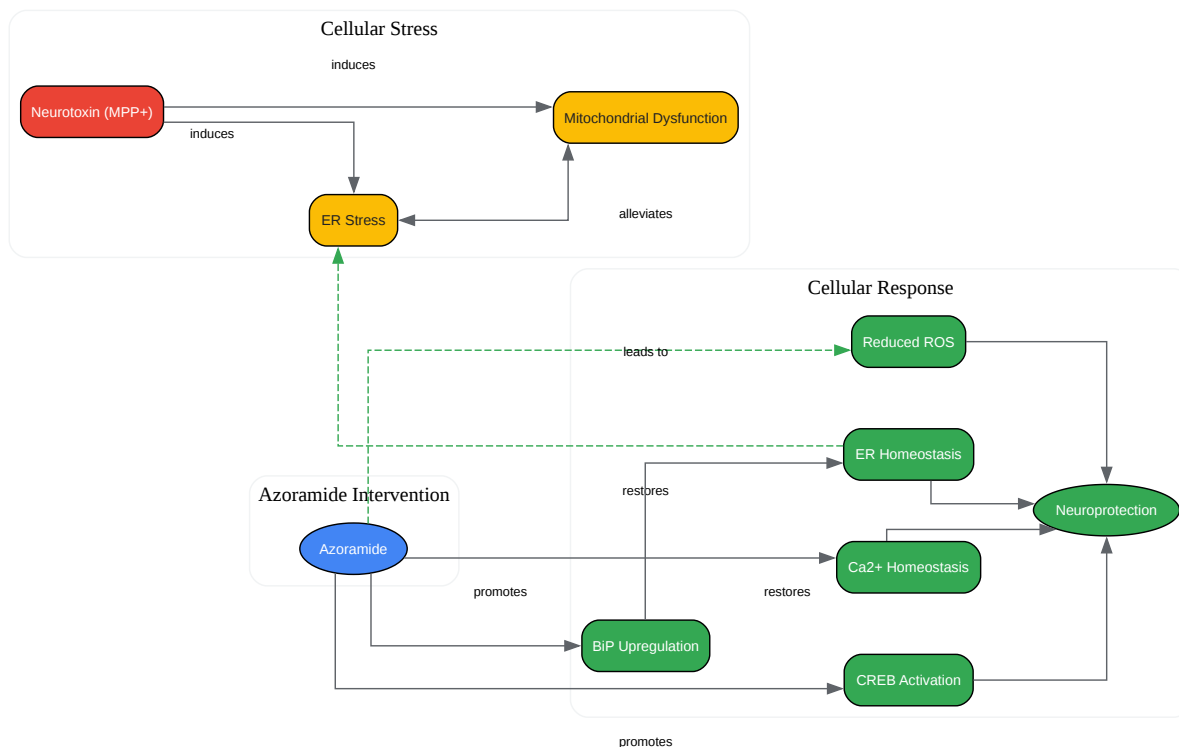 Cellular Stress
induces
Neurotoxin (MPP+)
Mitochondrial Dysfunction
induces
ER Stress
alleviates
Cellular Response
Reduced ROS
leads to
ER Homeostasis
Azoramide Intervention
restores
Neuroprotection
Azoramide
Ca2+ Homeostasis
promotes
restores
BiP Upregulation
CREB Activation
promotes